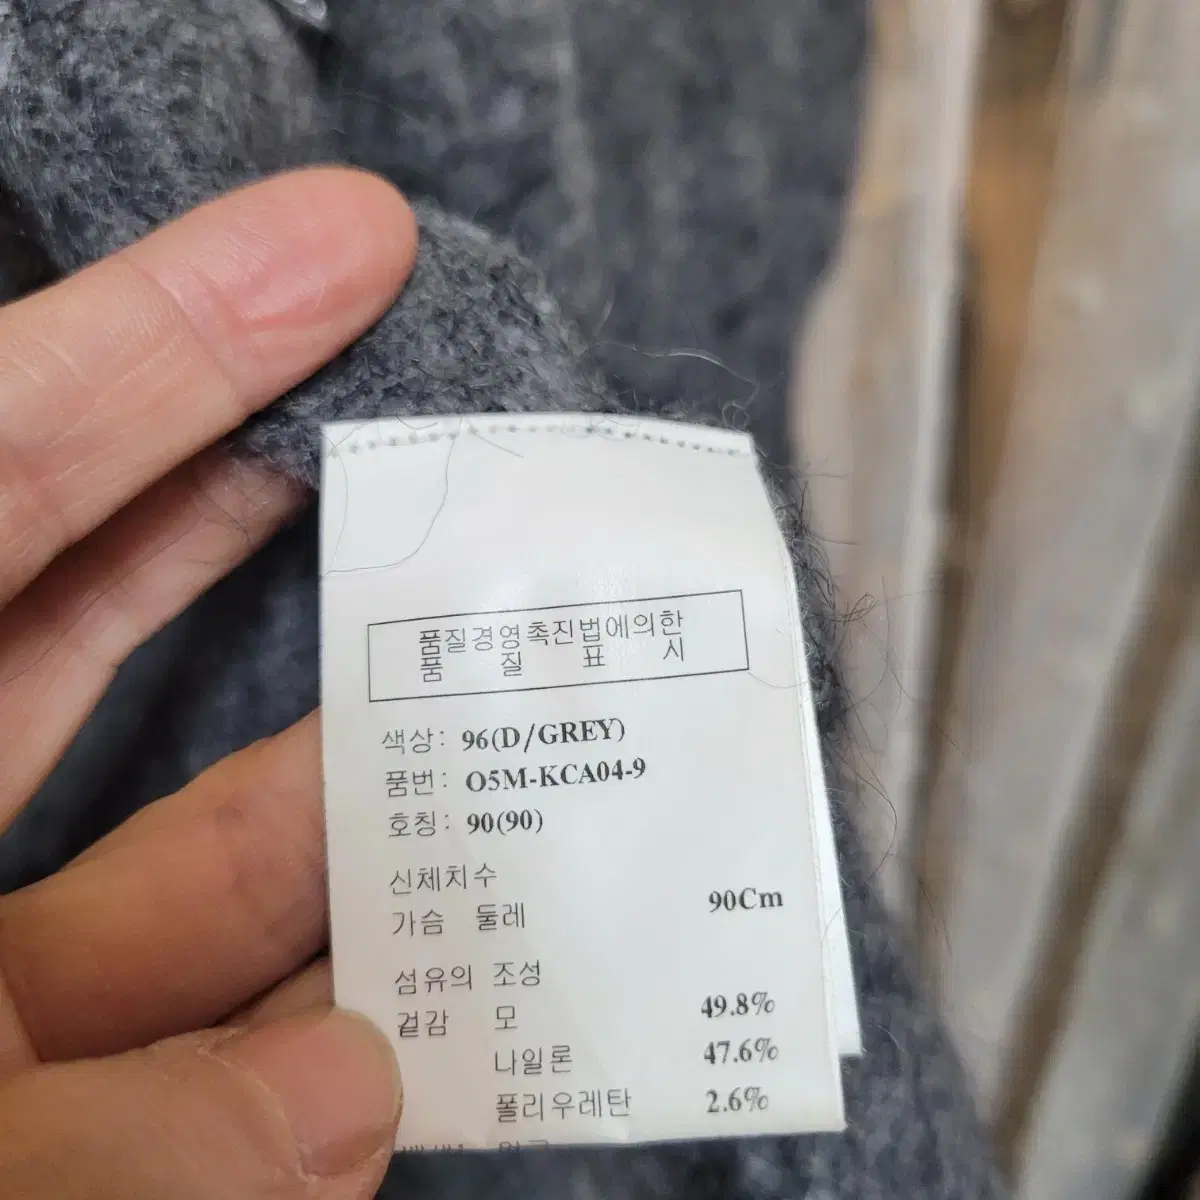 품질경영촉진법에의한
품 질 표 시
색상: 96(D/GREY)
품번: O5M-KCA04-9
호칭: 90(90)
신체치수
가슴 둘레 90Cm
섬유의 조성
겉감 모 49.8%
나일론 47.6%
폴리우레탄 2.6%